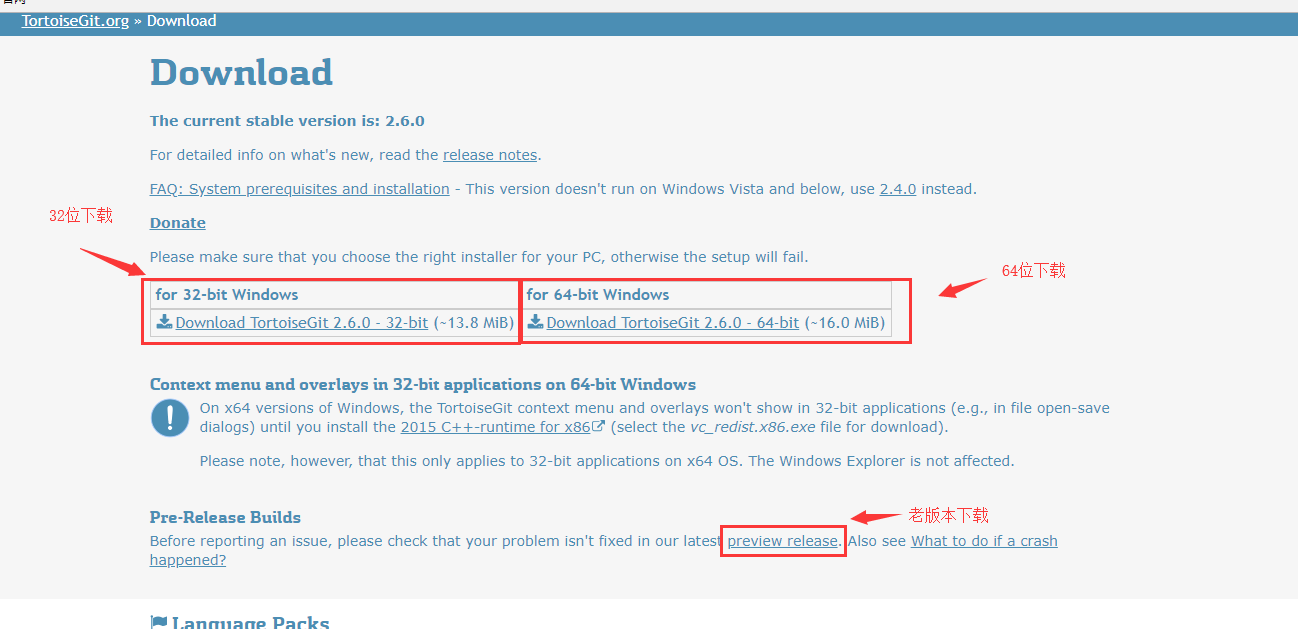 TortoiseGit.org » Download
Download
The current stable version is: 2.6.0
For detailed info on what's new, read the release notes.
FAQ: System prerequisites and installation - This version doesn't run on Windows Vista and below, use 2.4.0 instead.
32位下载
Donate
Please make sure that you choose the right installer for your PC, otherwise the setup will fail.
64位下载
for 32-bit Windows for 64-bit Windows
Download TortoiseGit 2.6.0 - 32-bit (~13.8 MiB) Download TortoiseGit 2.6.0 - 64-bit (~16.0 MiB)
Context menu and overlays in 32-bit applications on 64-bit Windows
On x64 versions of Windows, the TortoiseGit context menu and overlays won't show in 32-bit applications (e.g., in file open-save
dialogs) until you install the 2015 C++-runtime for x86 (select the vc_redist.x86.exe file for download).
Please note, however, that this only applies to 32-bit applications on x64 OS. The Windows Explorer is not affected.
老版本下载
Pre-Release Builds
Before reporting an issue, please check that your problem isn't fixed in our latest preview release. Also see What to do if a crash
happened?
Language Packs